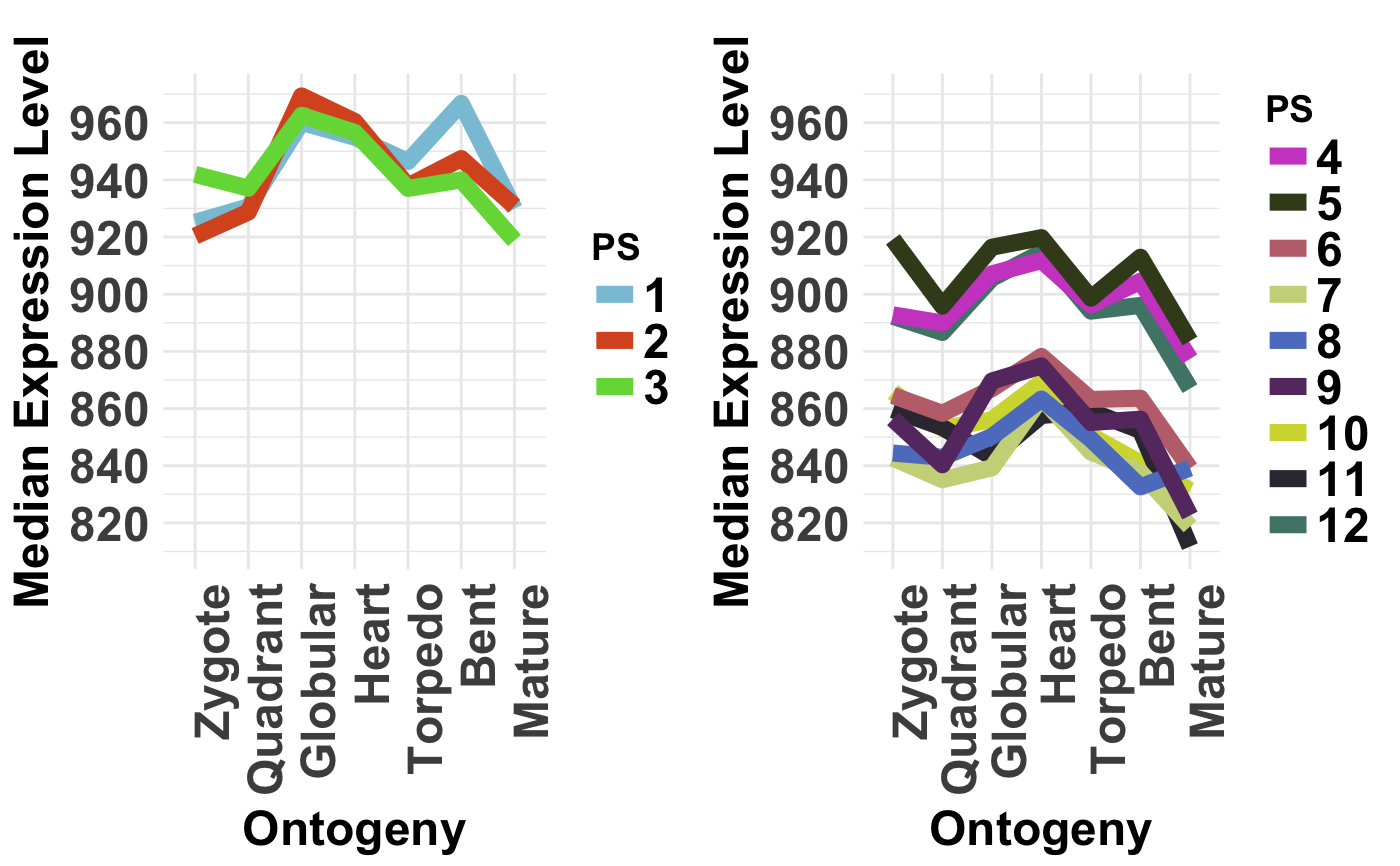 Median Expression Level
960
940
920
900
880
860
840
820
Zygote
Quadrant
Globular
Heart
Torpedo
Bent
Mature
Ontogeny
PS
1
2
3
Median Expression Level
960
940
920
900
880
860
840
820
Zygote
Quadrant
Globular
Heart
Torpedo
Bent
Mature
Ontogeny
PS
4
5
6
7
8
9
10
11
12